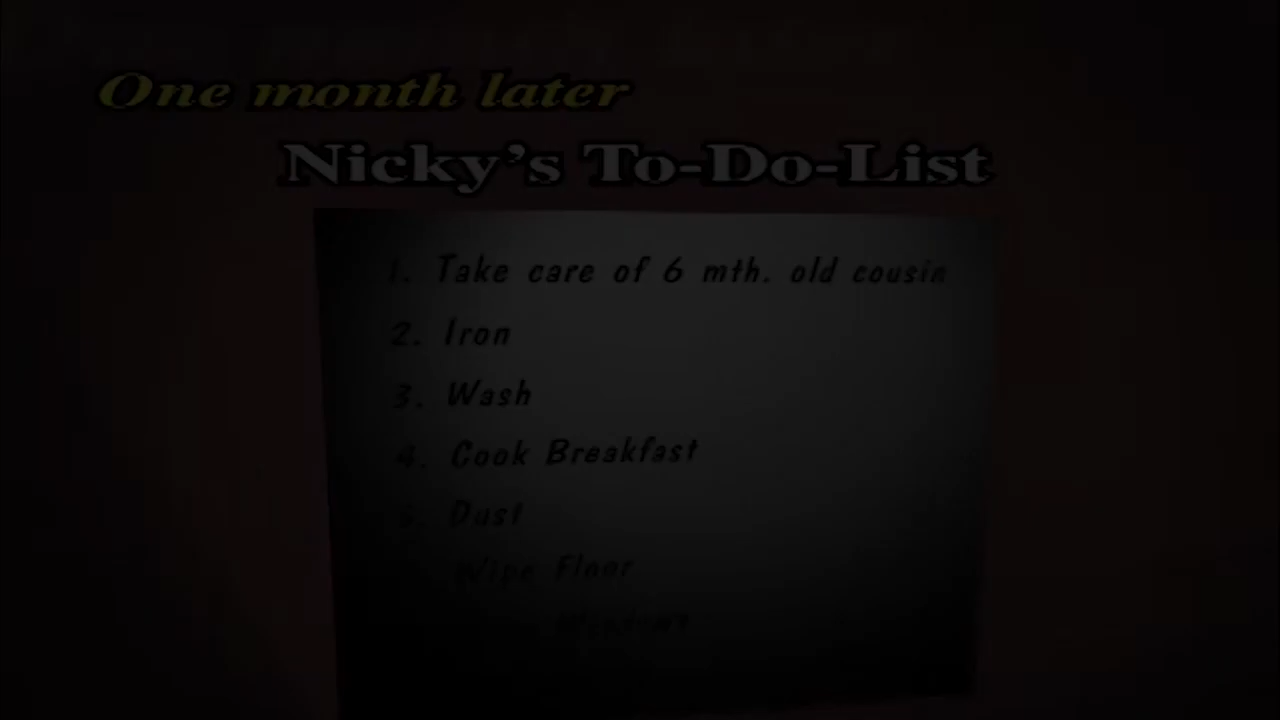 One month later
Nicky's To-Do-List
1. Take care of 6 mth. old cousin
2. Iron
3. Wash
4. Cook Breakfast
5. Dust
Wipe Floor